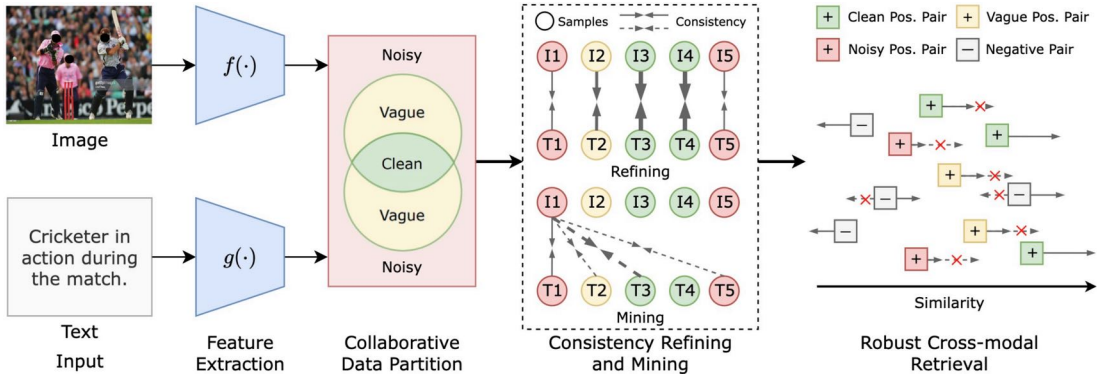 Image
Cricketer in
action during
the match.
Text
Input
f(·)
g(·)
Feature
Extraction
Noisy
Vague
Clean
Vague
Noisy
Collaborative
Data Partition
Samples
Consistency
I1 I2 I3 I4 I5
T1 T2 T3 T4 T5
Refining
I1 I2 I3 I4 I5
T1 T2 T3 T4 T5
Mining
Consistency Refining
and Mining
+ Clean Pos. Pair
+ Vague Pos. Pair
+ Noisy Pos. Pair
− Negative Pair
+
−
+
+
+
−
−
−
+
+
+
Similarity
Robust Cross-modal
Retrieval